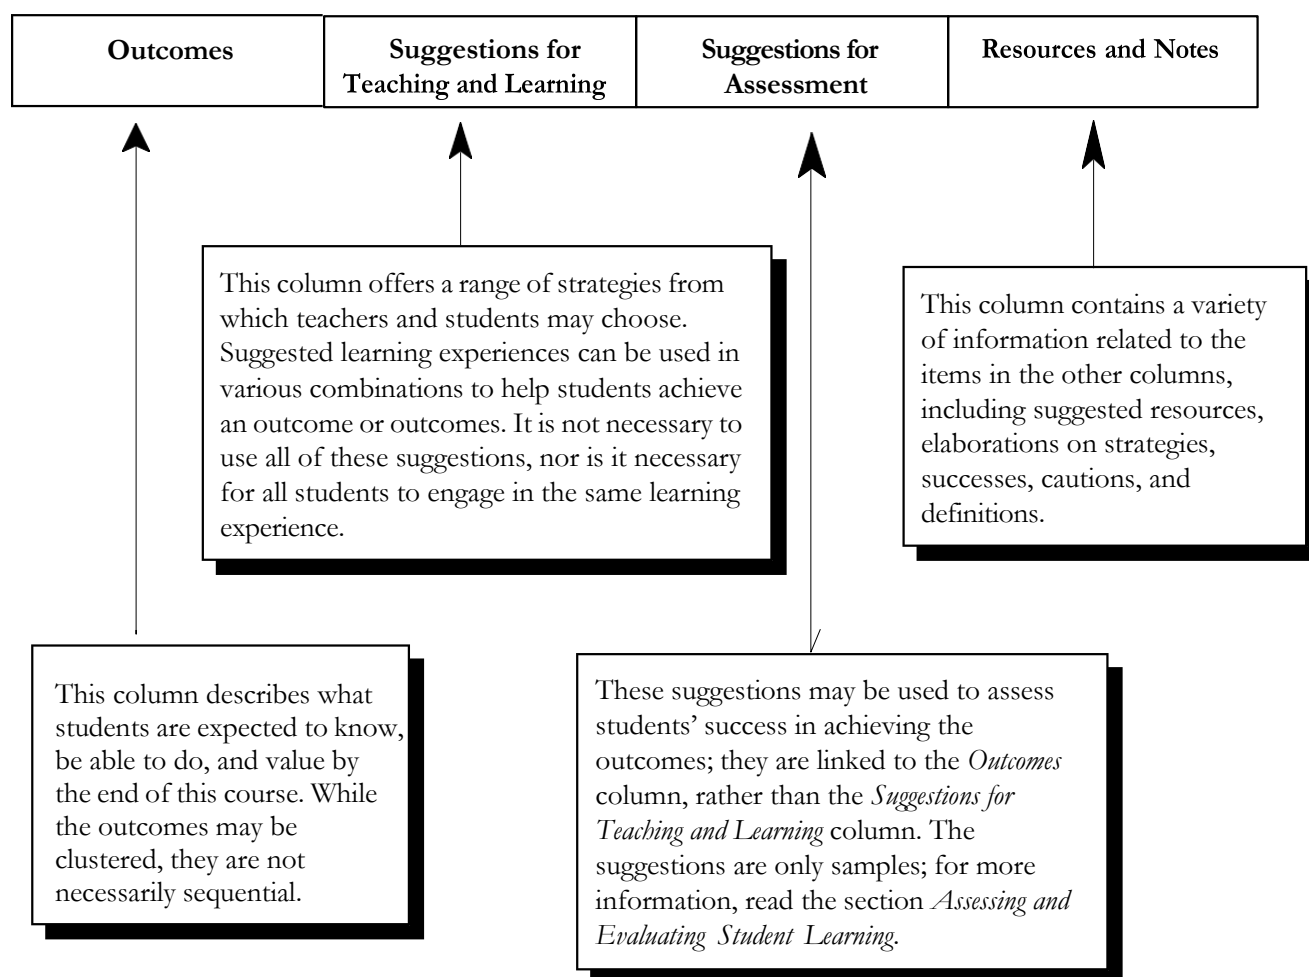 Outcomes
Suggestions for
Teaching and Learning
Suggestions for
Assessment
Resources and Notes
This column offers a range of strategies from
which teachers and students may choose.
Suggested learning experiences can be used in
various combinations to help students achieve
an outcome or outcomes. It is not necessary to
use all of these suggestions, nor is it necessary
for all students to engage in the same learning
experience.
This column contains a variety
of information related to the
items in the other columns,
including suggested resources,
elaborations on strategies,
successes, cautions, and
definitions.
This column describes what
students are expected to know,
be able to do, and value by
the end of this course. While
the outcomes may be
clustered, they are not
necessarily sequential.
These suggestions may be used to assess
students’ success in achieving the
outcomes; they are linked to the Outcomes
column, rather than the Suggestions for
Teaching and Learning column. The
suggestions are only samples; for more
information, read the section Assessing and
Evaluating Student Learning.